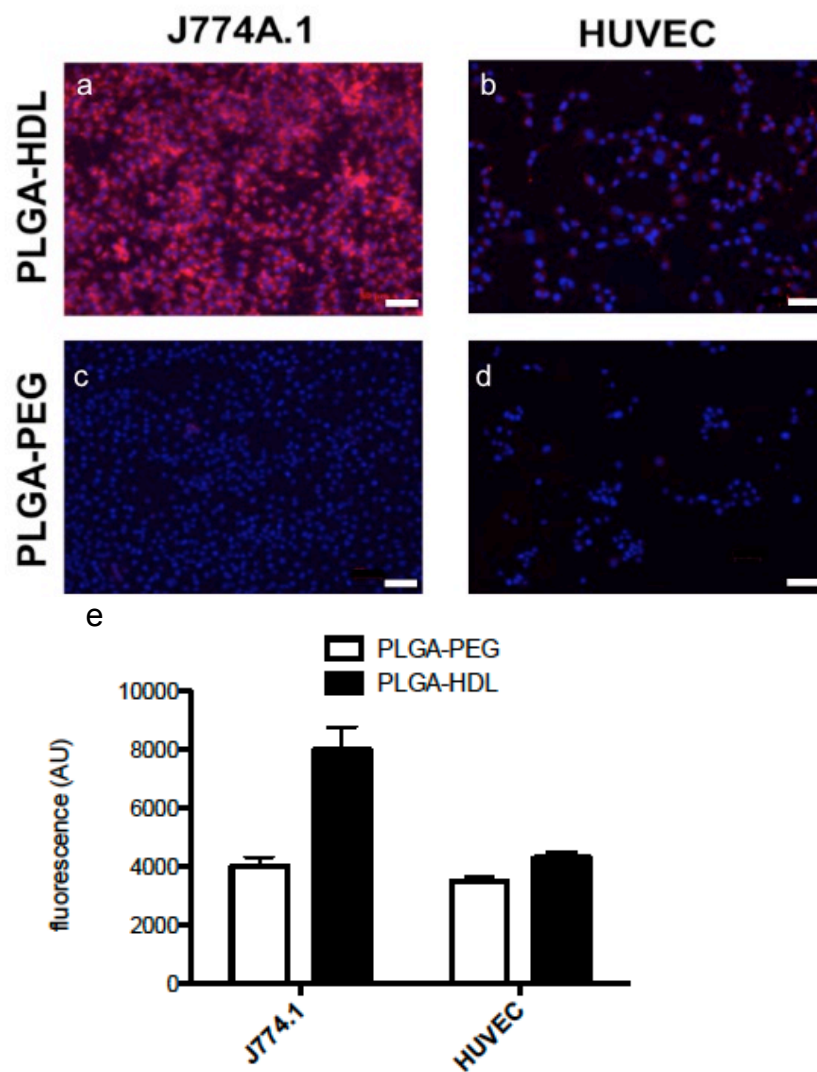 J774A.1
HUVEC
PLGA-HDL
a
b
PLGA-PEG
c
d
e
PLGA-PEG
PLGA-HDL
fluorescence (AU)
10000
8000
6000
4000
2000
0
J774.1
HUVEC